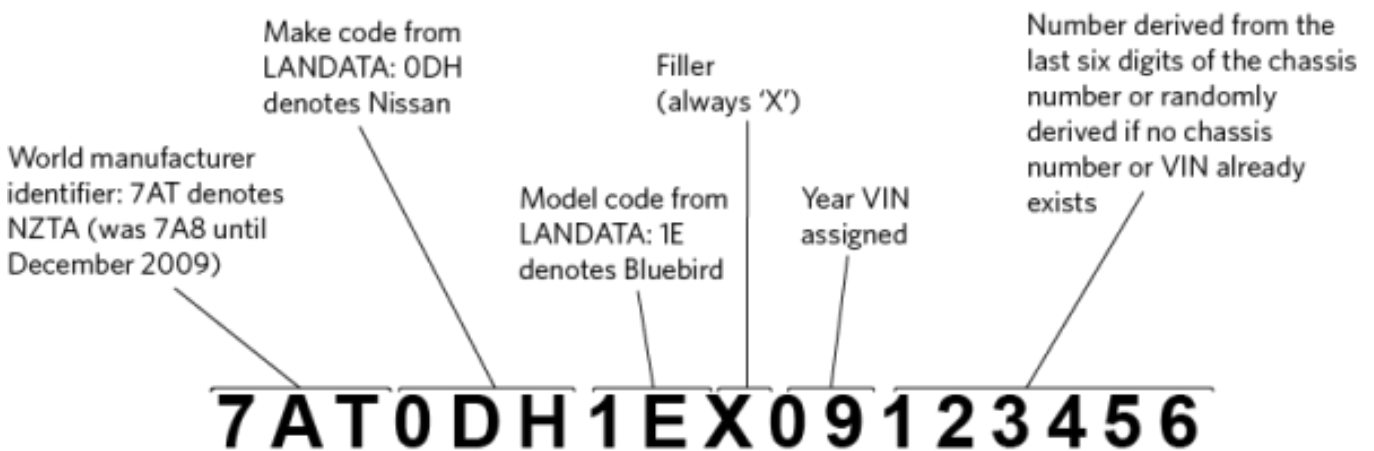 Make code from
LANDATA: 0DH
denotes Nissan
Filler
(always ‘X’)
Number derived from the
last six digits of the chassis
number or randomly
derived if no chassis
number or VIN already
exists
World manufacturer
identifier: 7AT denotes
NZTA (was 7A8 until
December 2009)
Model code from
LANDATA: 1E
denotes Bluebird
Year VIN
assigned
7AT0DH1EX09123456